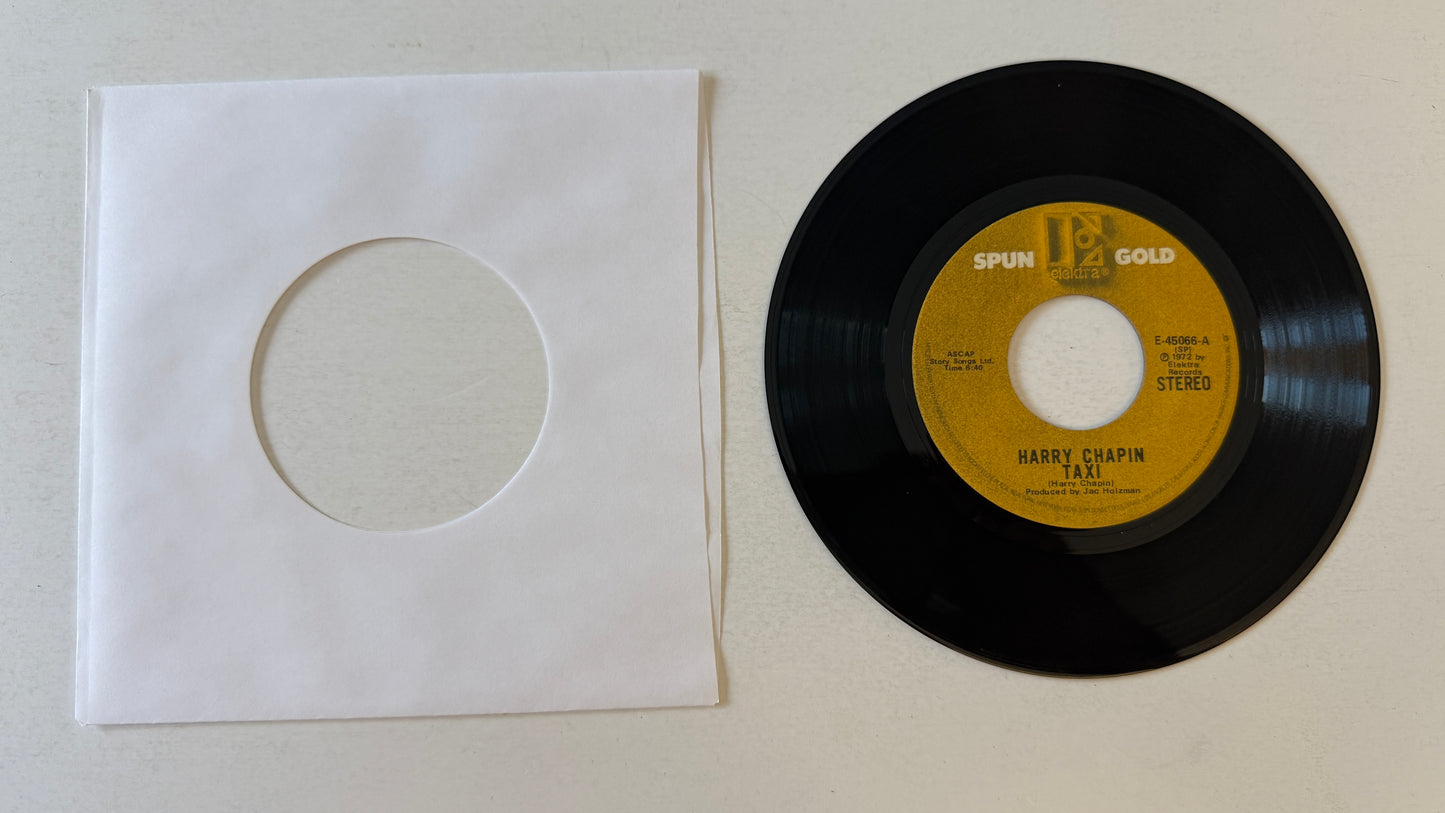 SPUN GOLD
elektra®
E-45066-A
(SP)
℗ 1972 by
Elektra
Records
STEREO
ASCAP
Story Songs Ltd.
Time 6:40
HARRY CHAPIN
TAXI
(Harry Chapin)
Produced by Jac Holzman